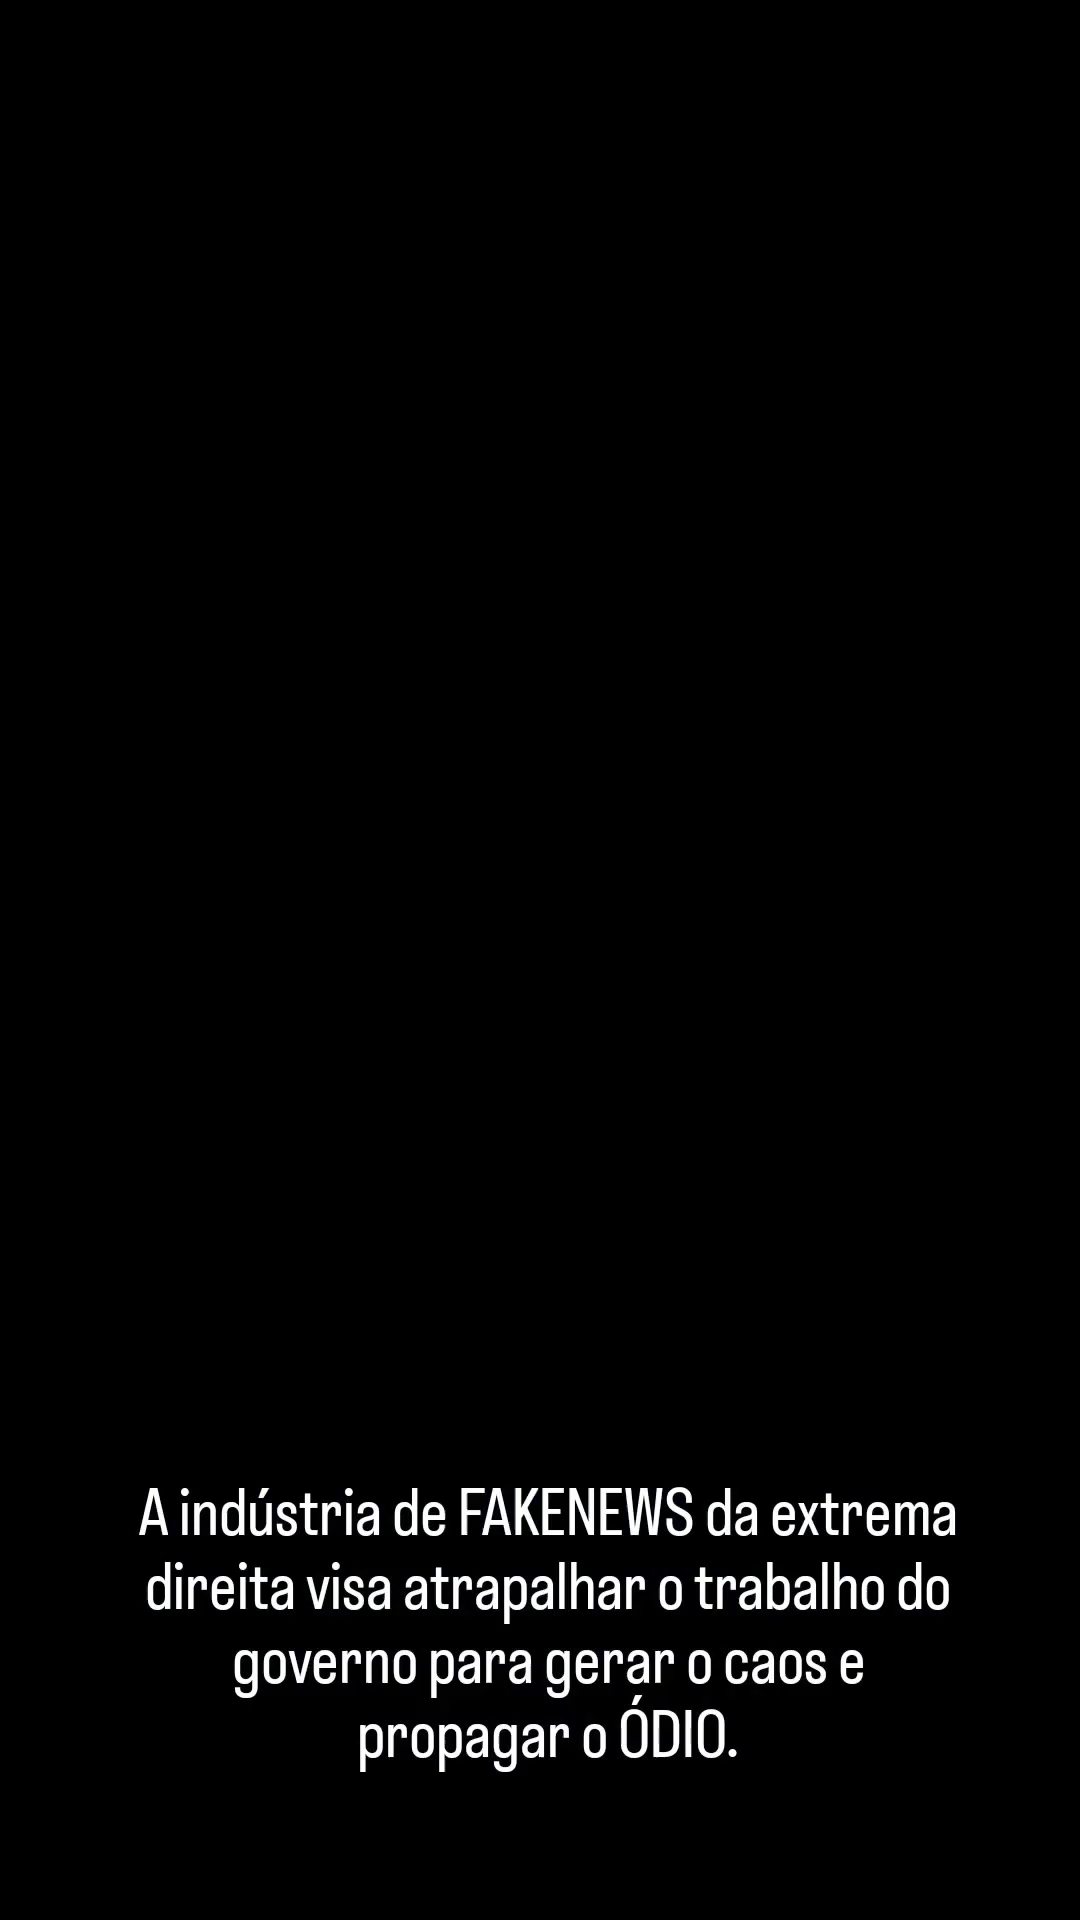 A indústria de FAKENEWS da extrema
direita visa atrapalhar o trabalho do
governo para gerar o caos e
propagar o ÓDIO.